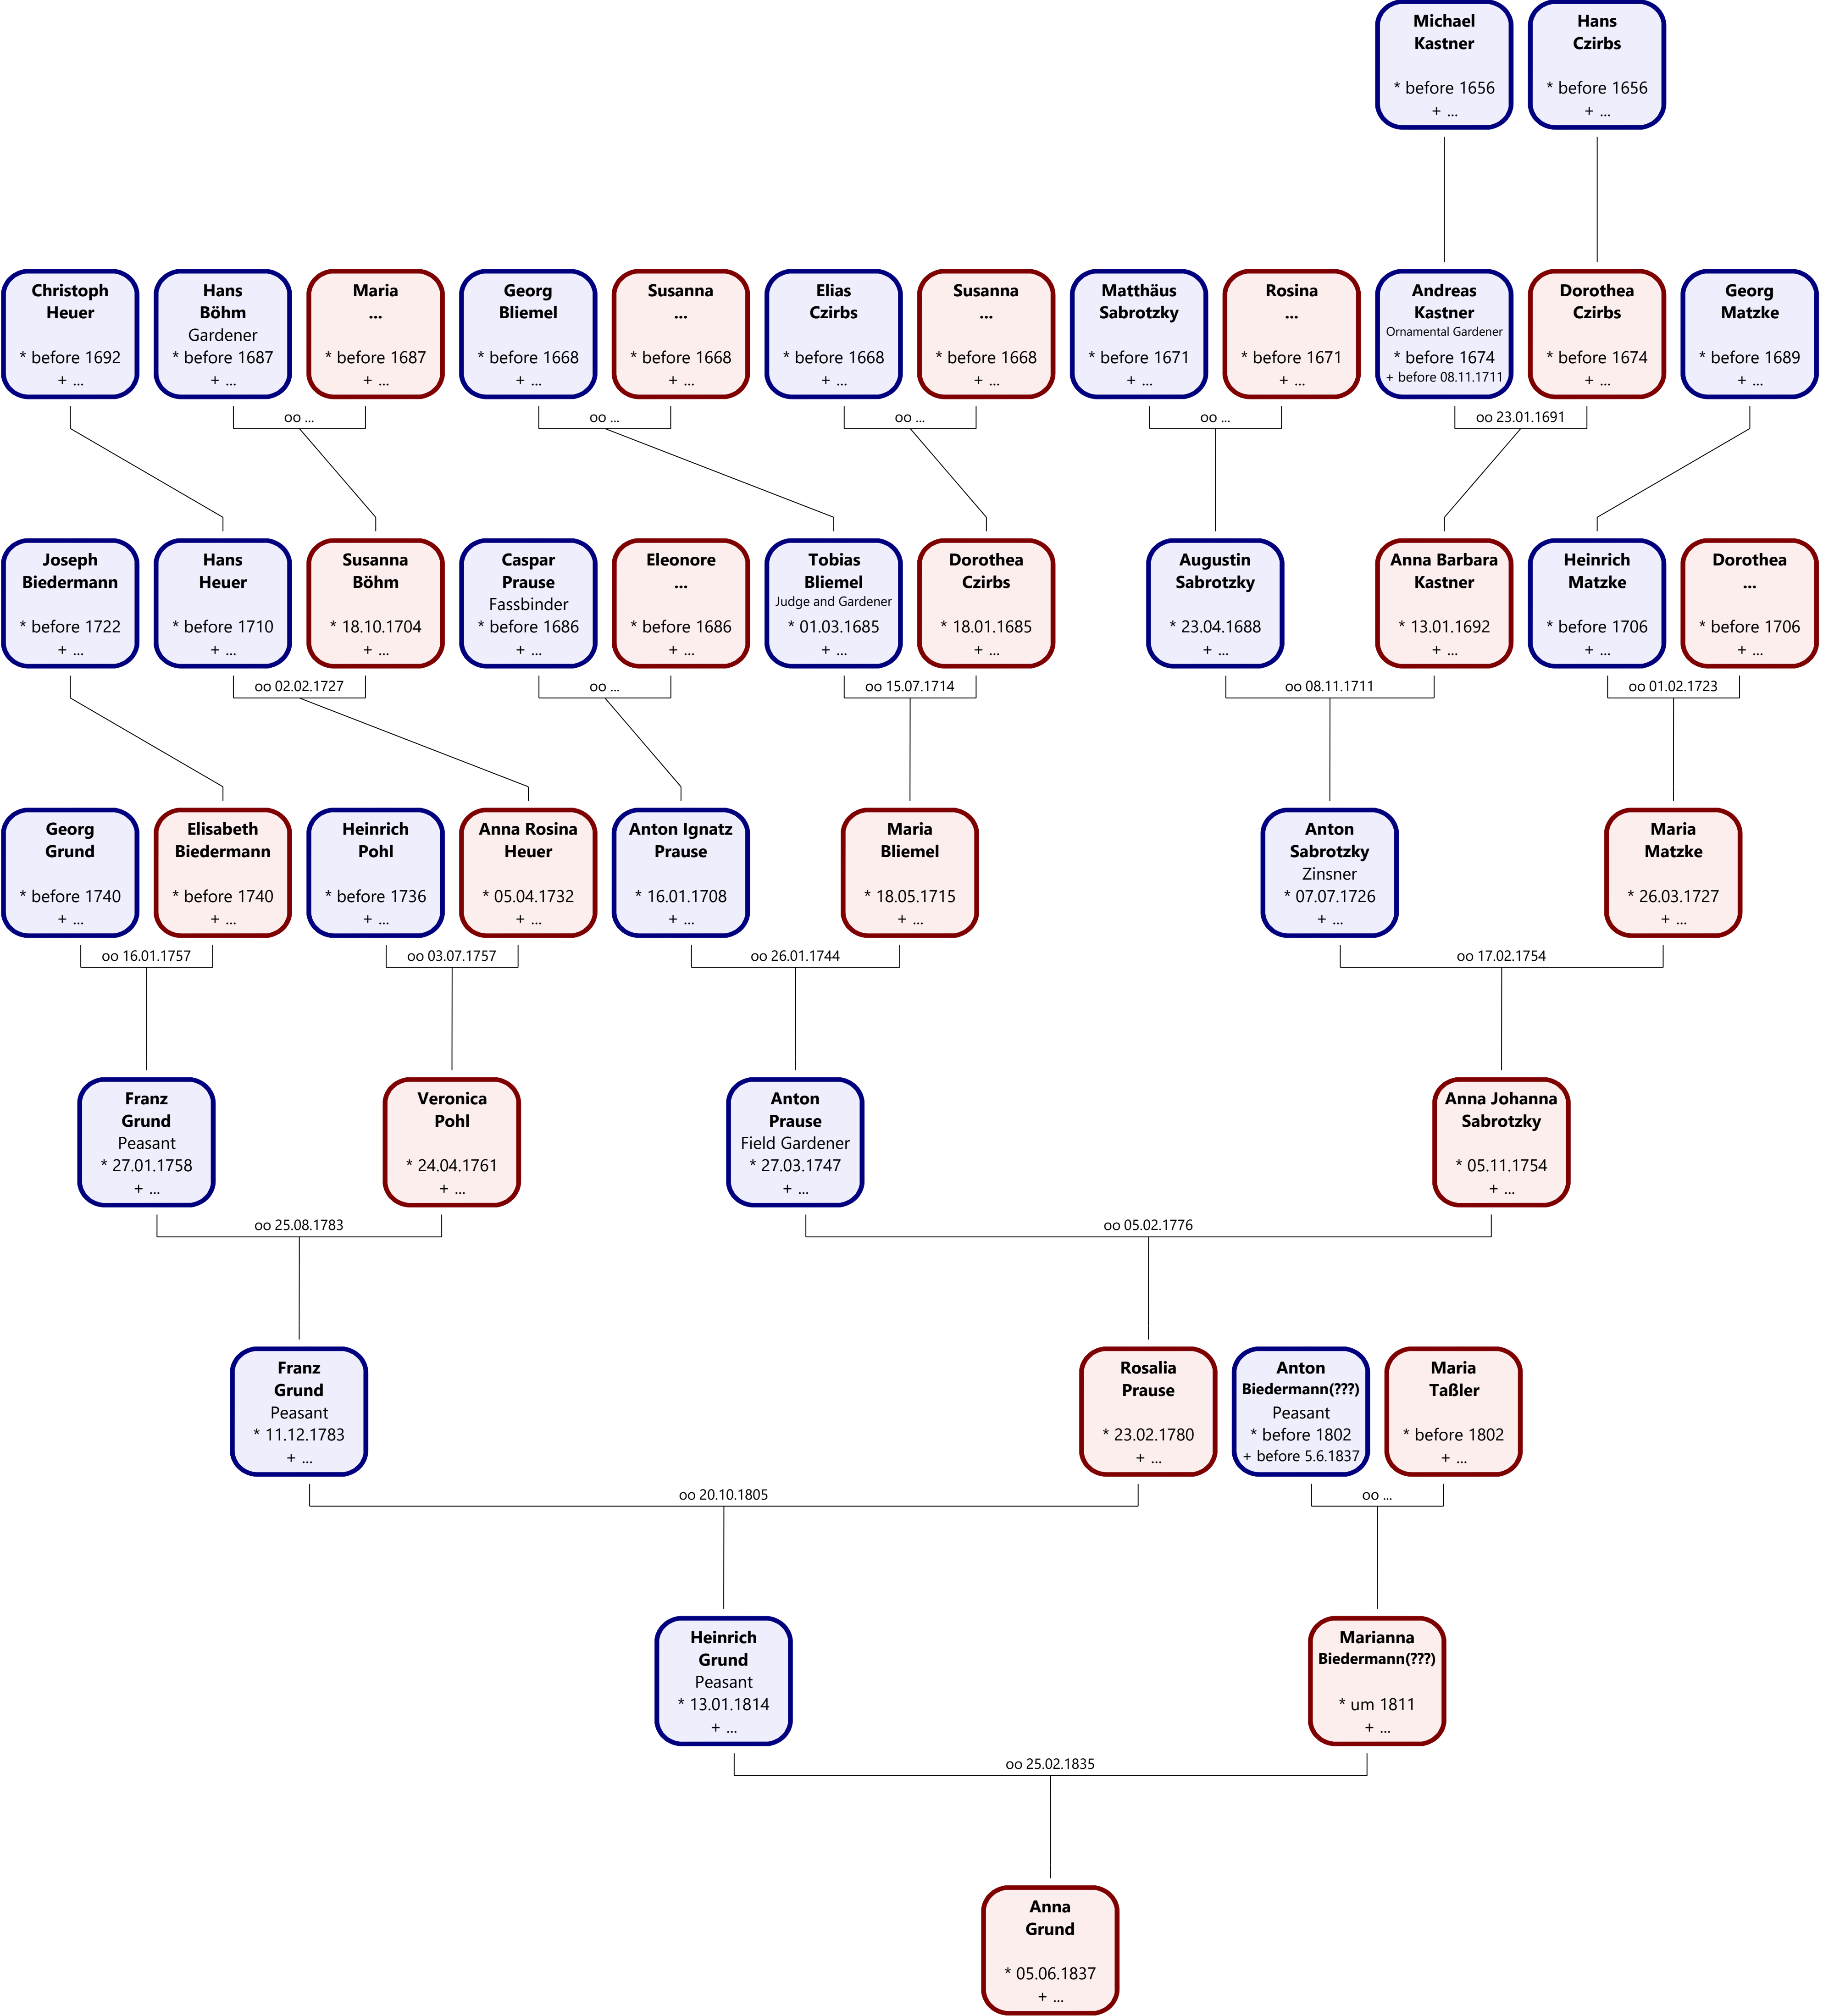 Michael
Kastner
* before 1656
+ ...
Hans
Czirbs
* before 1656
+ ...
Christoph
Heuer
* before 1692
+ ...
Hans
Böhm
Gardener
* before 1687
+ ...
Maria
...
* before 1687
+ ...
Georg
Bliemel
* before 1668
+ ...
Susanna
...
* before 1668
+ ...
Elias
Czirbs
* before 1668
+ ...
Susanna
...
* before 1668
+ ...
Matthäus
Sabrotzky
* before 1671
+ ...
Rosina
...
* before 1671
+ ...
Andreas
Kastner
Ornamental Gardener
* before 1674
+ before 08.11.1711
Dorothea
Czirbs
* before 1674
+ ...
Georg
Matzke
* before 1689
+ ...
oo ...
oo ...
oo ...
oo ...
oo 23.01.1691
Joseph
Biedermann
* before 1722
+ ...
Hans
Heuer
* before 1710
+ ...
Susanna
Böhm
* 18.10.1704
+ ...
Caspar
Prause
Fassbinder
* before 1686
+ ...
Eleonore
...
* before 1686
+ ...
Tobias
Bliemel
Judge and Gardener
* 01.03.1685
+ ...
Dorothea
Czirbs
* 18.01.1685
+ ...
Augustin
Sabrotzky
* 23.04.1688
+ ...
Anna Barbara
Kastner
* 13.01.1692
+ ...
Heinrich
Matzke
* before 1706
+ ...
Dorothea
...
* before 1706
+ ...
oo 02.02.1727
oo ...
oo 15.07.1714
oo 08.11.1711
oo 01.02.1723
Georg
Grund
* before 1740
+ ...
Elisabeth
Biedermann
* before 1740
+ ...
Heinrich
Pohl
* before 1736
+ ...
Anna Rosina
Heuer
* 05.04.1732
+ ...
Anton Ignatz
Prause
* 16.01.1708
+ ...
Maria
Bliemel
* 18.05.1715
+ ...
Anton
Sabrotzky
Zinsner
* 07.07.1726
+ ...
Maria
Matzke
* 26.03.1727
+ ...
oo 16.01.1757
oo 03.07.1757
oo 26.01.1744
oo 17.02.1754
Franz
Grund
Peasant
* 27.01.1758
+ ...
Veronica
Pohl
* 24.04.1761
+ ...
Anton
Prause
Field Gardener
* 27.03.1747
+ ...
Anna Johanna
Sabrotzky
* 05.11.1754
+ ...
oo 25.08.1783
oo 05.02.1776
Franz
Grund
Peasant
* 11.12.1783
+ ...
Rosalia
Prause
* 23.02.1780
+ ...
Anton
Biedermann(???)
Peasant
* before 1802
+ before 5.6.1837
Maria
Taßler
* before 1802
+ ...
oo 20.10.1805
oo ...
Heinrich
Grund
Peasant
* 13.01.1814
+ ...
Marianna
Biedermann(???)
* um 1811
+ ...
oo 25.02.1835
Anna
Grund
* 05.06.1837
+ ...